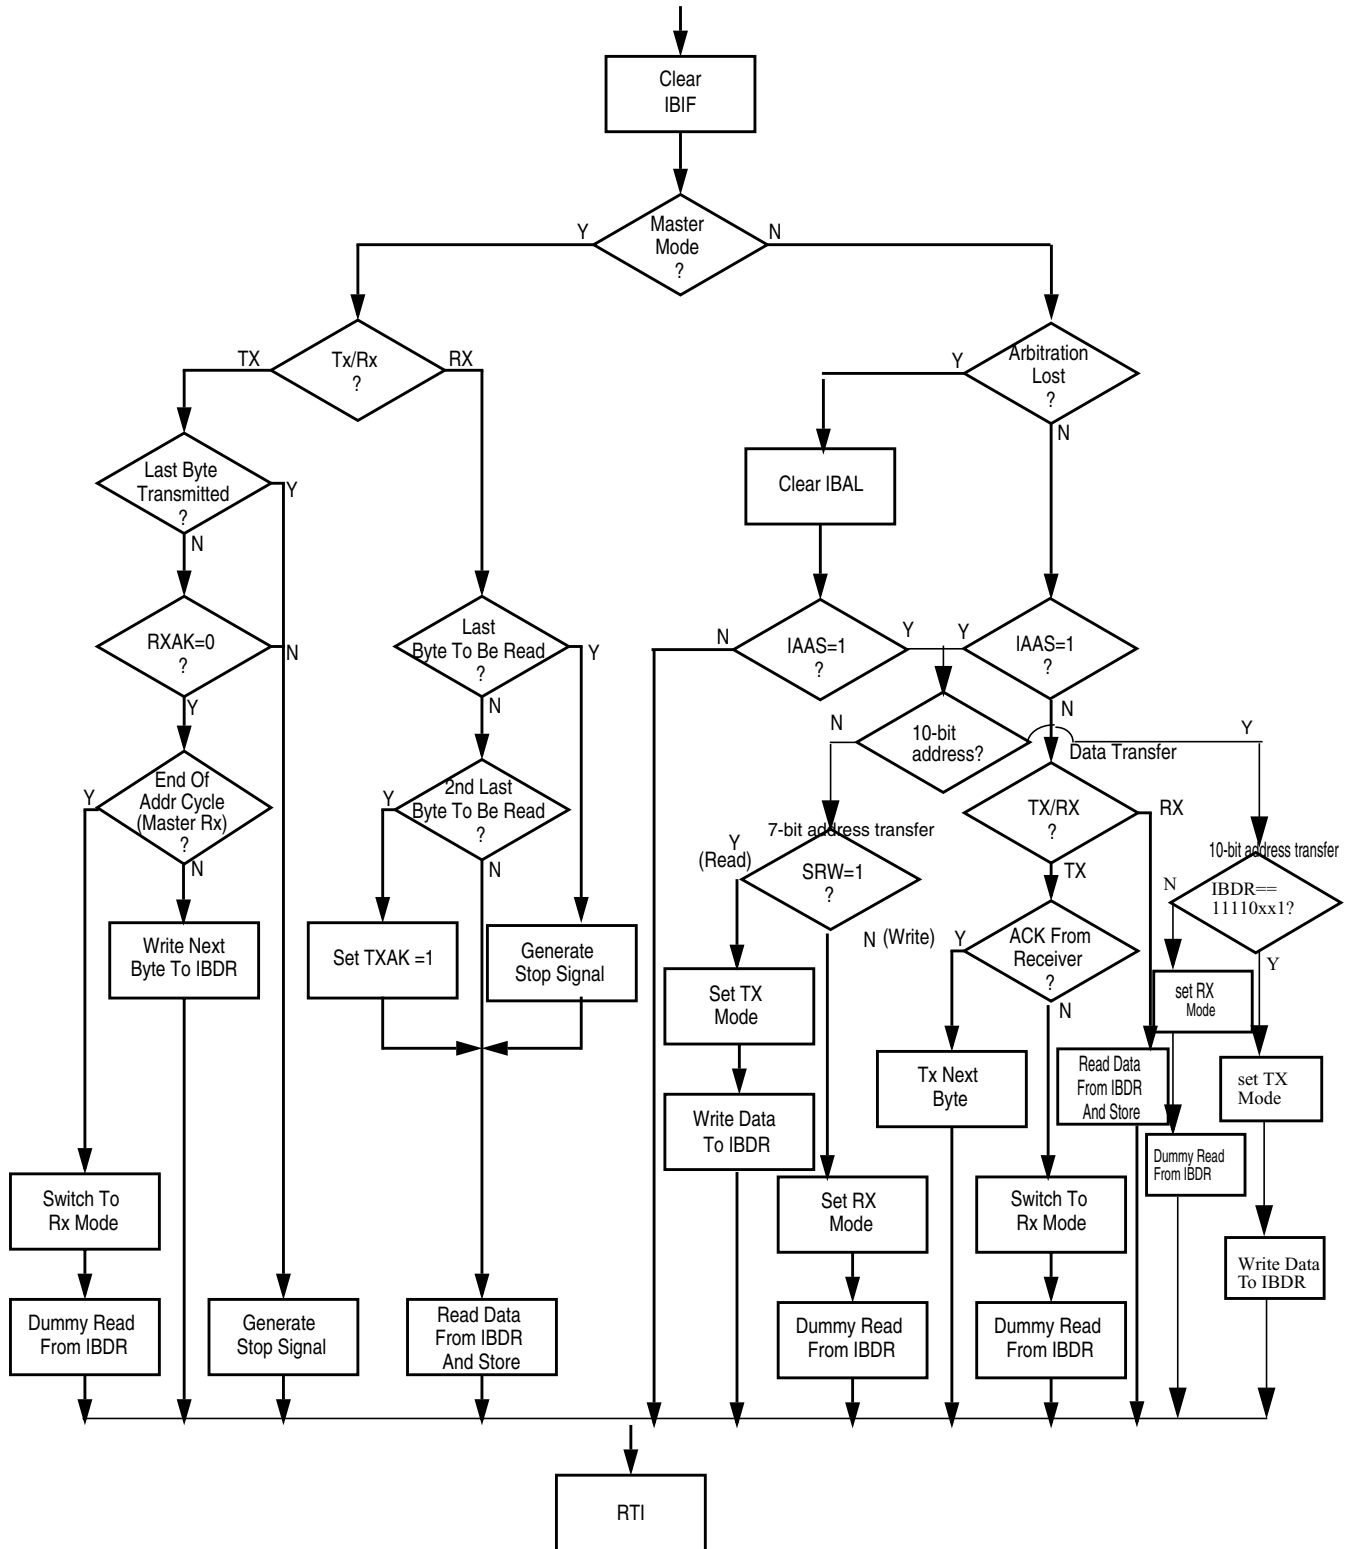 Clear
IBIF
Y
Master
Mode
?
N
TX
Tx/Rx
?
RX
Y
Arbitration
Lost
?
N
Last Byte
Transmitted
?
Y
N
Clear IBAL
RXAK=0
?
N
Y
Last
Byte To Be Read
?
Y
N
N
IAAS=1
?
Y
Y
IAAS=1
?
N
N
10-bit
address?
Y
Data Transfer
Y
End Of
Addr Cycle
(Master Rx)
?
N
Y
2nd Last
Byte To Be Read
?
N
7-bit address transfer
Y
(Read)
SRW=1
?
N (Write)
TX/RX
?
RX
TX
10-bit address transfer
N
IBDR==
11110xx1?
Y
Write Next
Byte To IBDR
Set TXAK =1
Generate
Stop Signal
Y
ACK From
Receiver
?
N
Set TX
Mode
set RX
Mode
Tx Next
Byte
Read Data
From IBDR
And Store
set TX
Mode
Write Data
To IBDR
Dummy Read
From IBDR
Switch To
Rx Mode
Set RX
Mode
Switch To
Rx Mode
Write Data
To IBDR
Dummy Read
From IBDR
Generate
Stop Signal
Read Data
From IBDR
And Store
Dummy Read
From IBDR
Dummy Read
From IBDR
RTI